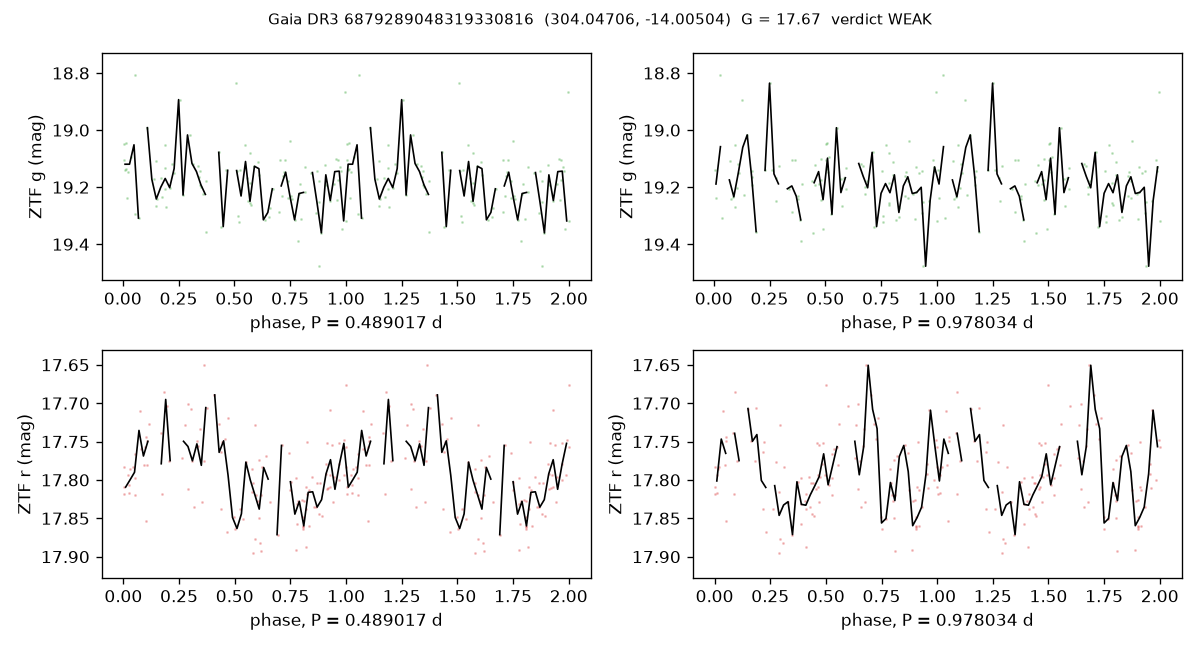 Gaia DR3 6879289048319330816 (304.04706, -14.00504) G = 17.67 verdict WEAK
ZTF g (mag)
18.8
19.0
19.2
19.4
0.00 0.25 0.50 0.75 1.00 1.25 1.50 1.75 2.00
phase, P = 0.489017 d
ZTF g (mag)
18.8
19.0
19.2
19.4
0.00 0.25 0.50 0.75 1.00 1.25 1.50 1.75 2.00
phase, P = 0.978034 d
ZTF r (mag)
17.65
17.70
17.75
17.80
17.85
17.90
0.00 0.25 0.50 0.75 1.00 1.25 1.50 1.75 2.00
phase, P = 0.489017 d
ZTF r (mag)
17.65
17.70
17.75
17.80
17.85
17.90
0.00 0.25 0.50 0.75 1.00 1.25 1.50 1.75 2.00
phase, P = 0.978034 d